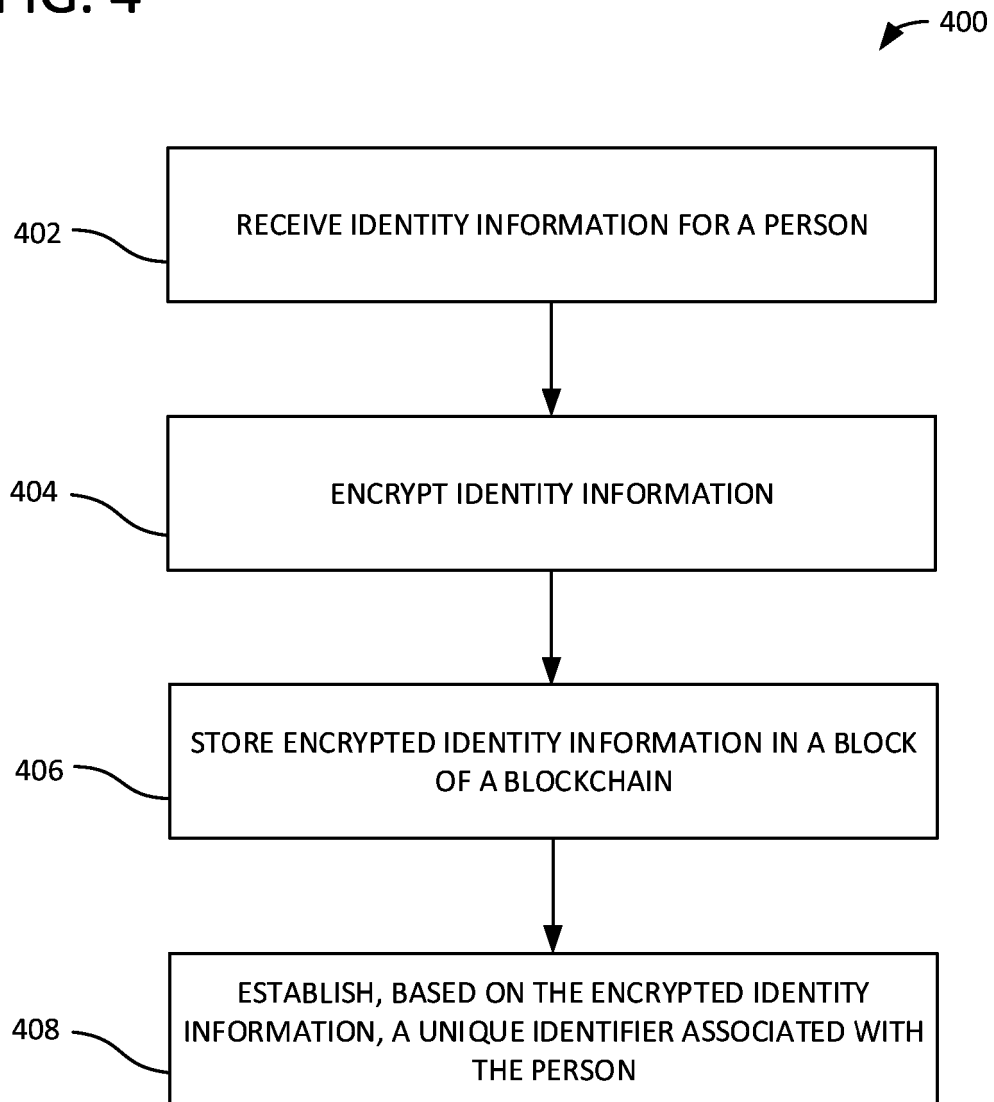 FIG. 4
400
402
RECEIVE IDENTITY INFORMATION FOR A PERSON
404
ENCRYPT IDENTITY INFORMATION
406
STORE ENCRYPTED IDENTITY INFORMATION IN A BLOCK
OF A BLOCKCHAIN
408
ESTABLISH, BASED ON THE ENCRYPTED IDENTITY
INFORMATION, A UNIQUE IDENTIFIER ASSOCIATED WITH
THE PERSON